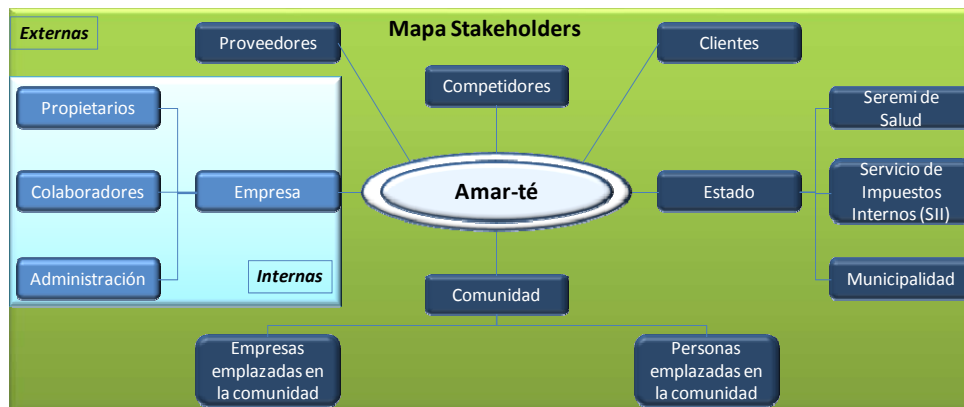 Externas
Mapa Stakeholders
Proveedores
Clientes
Competidores
Propietarios
Colaboradores
Administración
Empresa
Internas
Amar-té
Estado
Seremi de
Salud
Servicio de
Impuestos
Internos (SII)
Municipalidad
Comunidad
Empresas
emplazadas en
la comunidad
Personas
emplazadas en
la comunidad